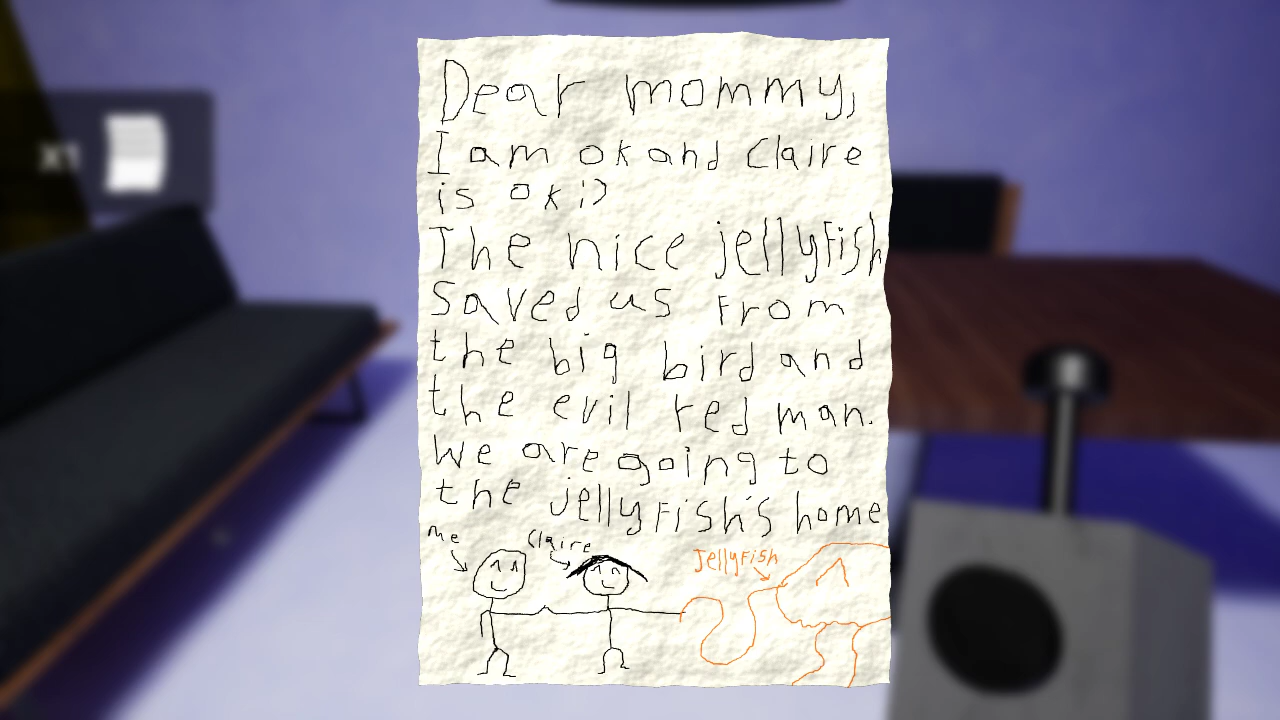 X1
Dear mommy,
I am ok and Claire
is ok :)
The nice jellyfish
saved us from
the big bird and
the evil red man.
We are going to
the jellyfish's home
me
Claire
Jellyfish